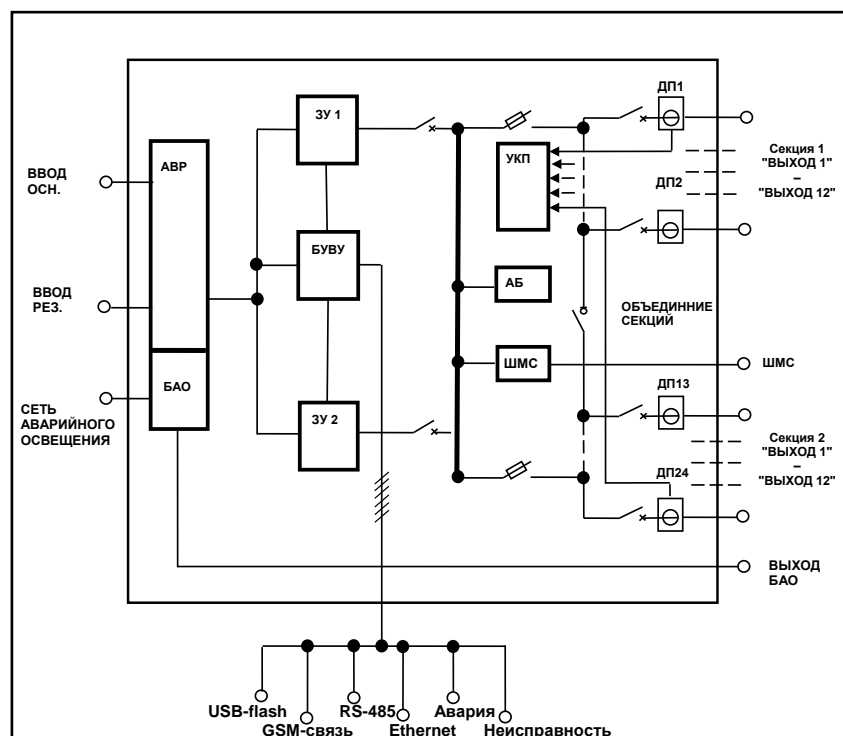 ДП1
ЗУ 1
АВР
УКП
Секция 1
"ВЫХОД 1"
–
"ВЫХОД 12"
ВВОД
ОСН.
ДП2
БУВУ
АБ
ВВОД
РЕЗ.
ОБЪЕДИННИЕ
СЕКЦИЙ
ШМС
ШМС
БАО
ДП13
СЕТЬ
АВАРИЙНОГО
ОСВЕЩЕНИЯ
ЗУ 2
Секция 2
"ВЫХОД 1"
–
"ВЫХОД 12"
ДП24
ВЫХОД
БАО
USB-flash
RS-485
Авария
GSM-связь
Ethernet
Неисправность